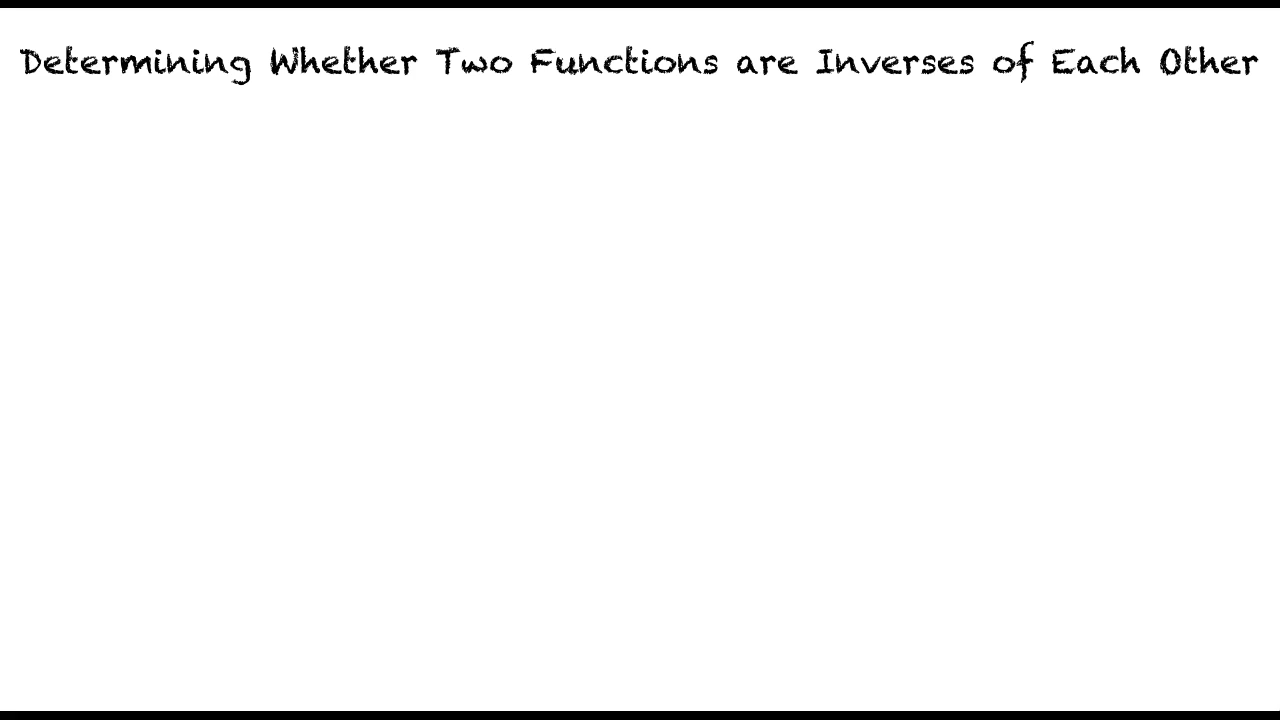 Determining Whether Two Functions are Inverses of Each Other